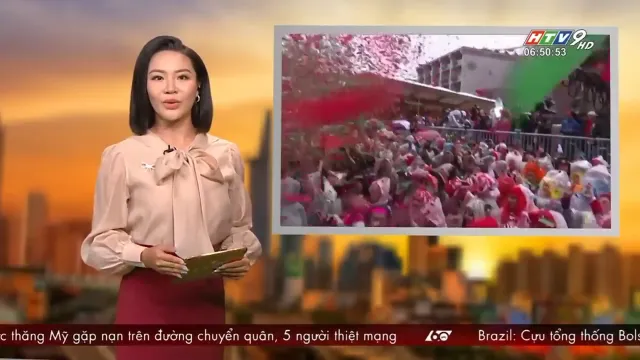 HTV9 HD
06:50:53
c thăng Mỹ gặp nạn trên đường chuyển quân, 5 người thiệt mạng
60 Brazil: Cựu tổng thống Bols